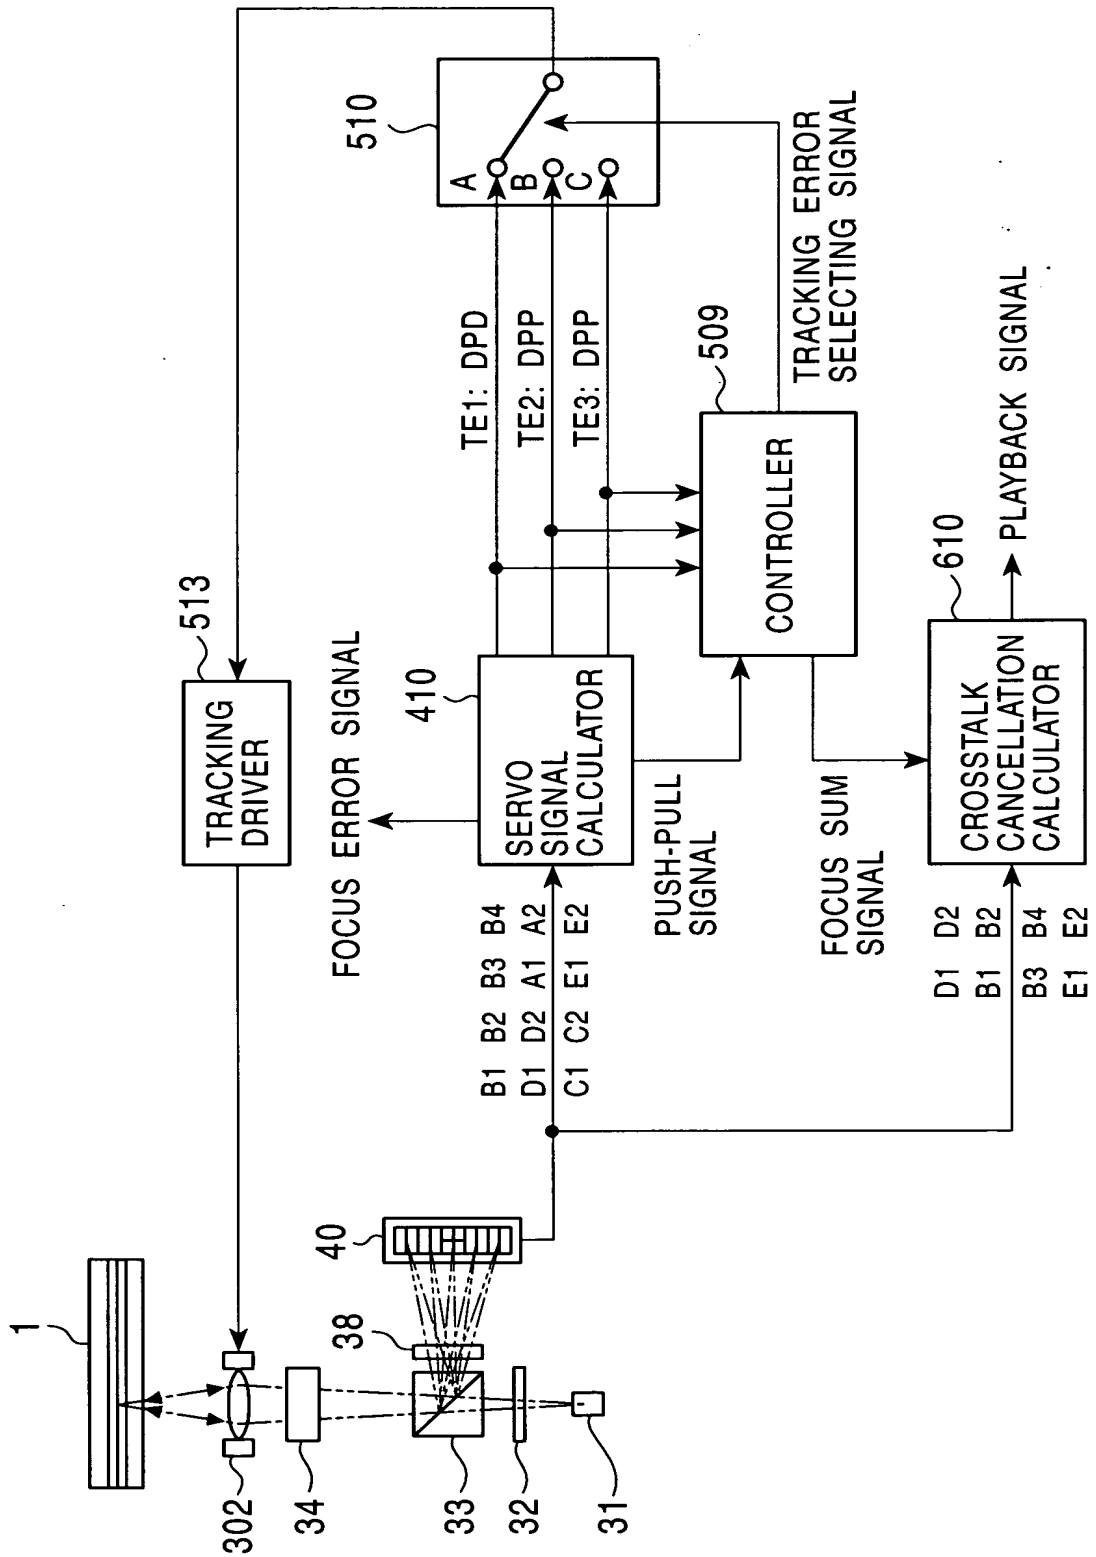 1
302
34
33
32
31
38
40
513
TRACKING
DRIVER
FOCUS ERROR SIGNAL
410
SERVO
SIGNAL
CALCULATOR
B1 B2 B3 B4
D1 D2 A1 A2
C1 C2 E1 E2
TE1: DPD
TE2: DPP
TE3: DPP
510
A
B
C
PUSH-PULL
SIGNAL
509
CONTROLLER
TRACKING ERROR
SELECTING SIGNAL
FOCUS SUM
SIGNAL
610
CROSSTALK
CANCELLATION
CALCULATOR
D1 D2
B1 B2
B3 B4
E1 E2
PLAYBACK SIGNAL